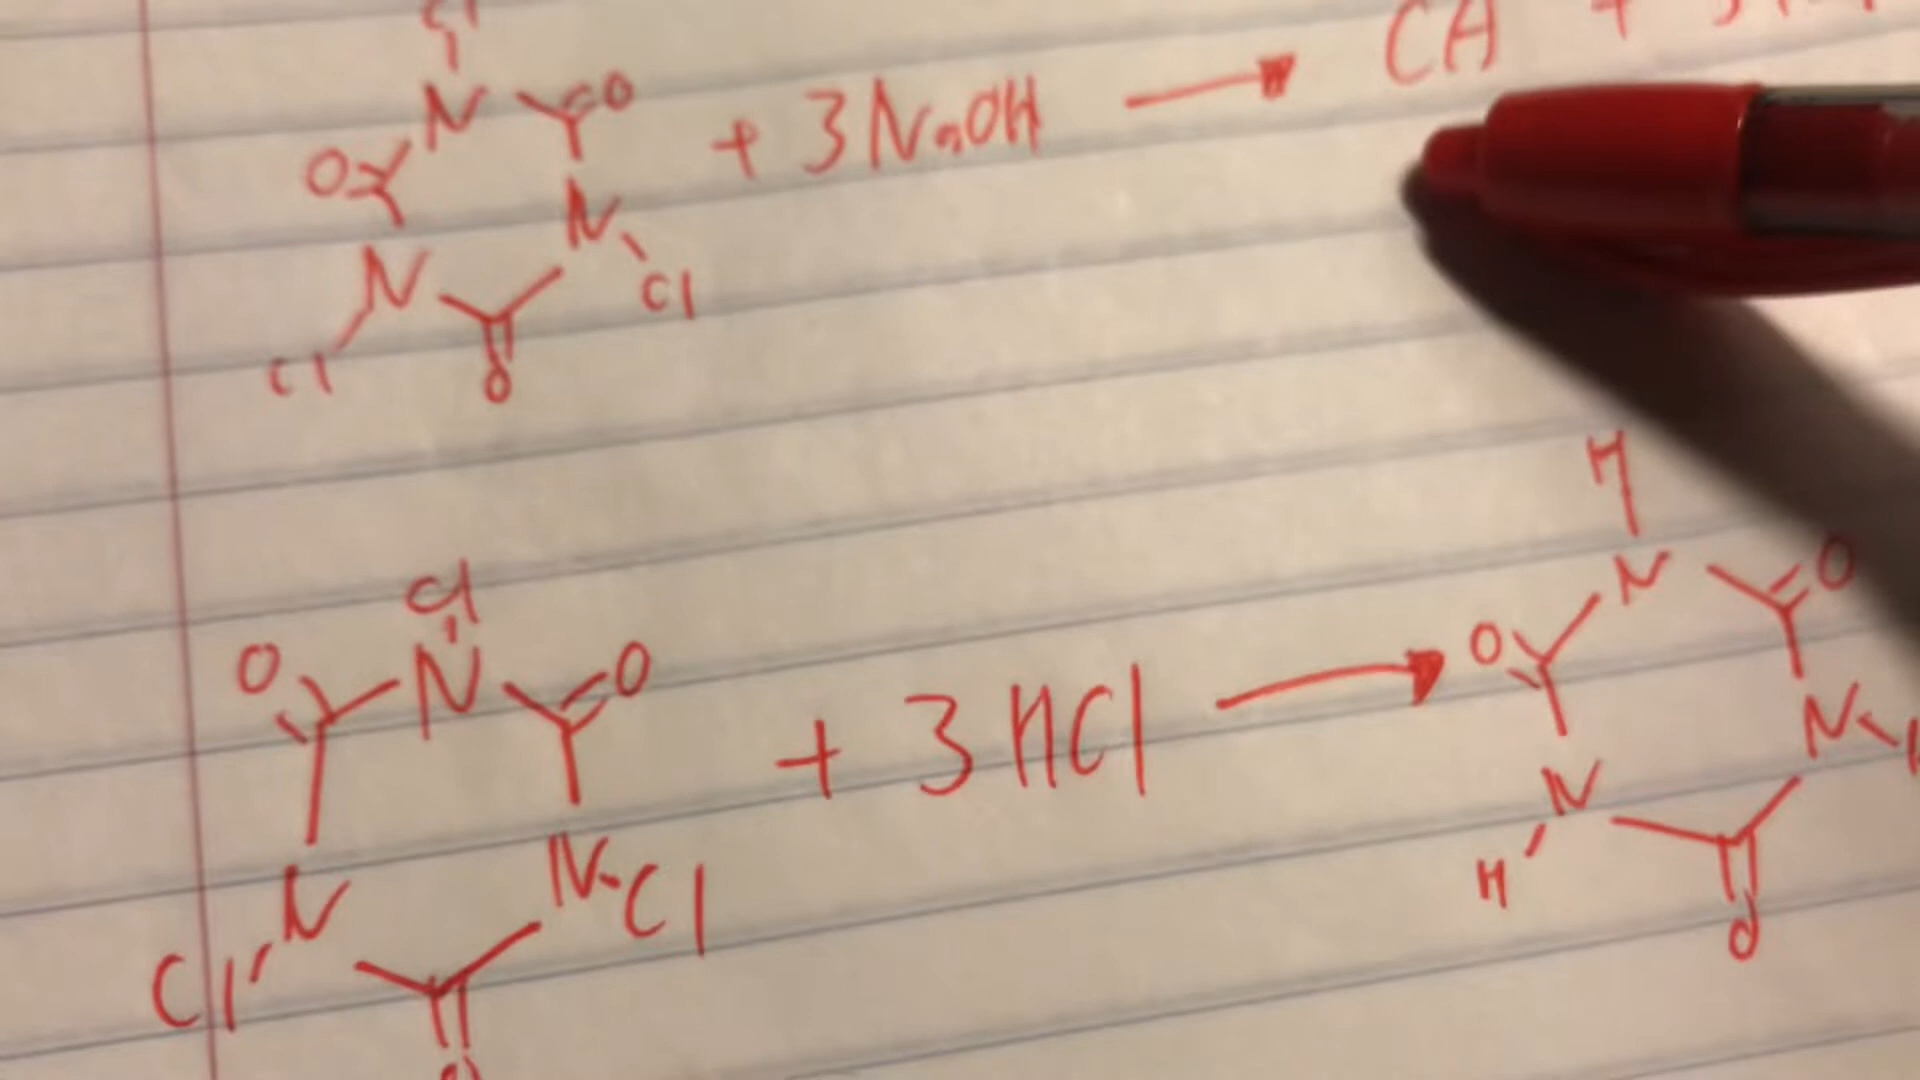 Cl
N O
+ 3NaOH → CA +
O
N
N Cl
Cl O
H
Cl N O
O N O O
+ 3HCl →
N
N N
N Cl H
Cl O
O